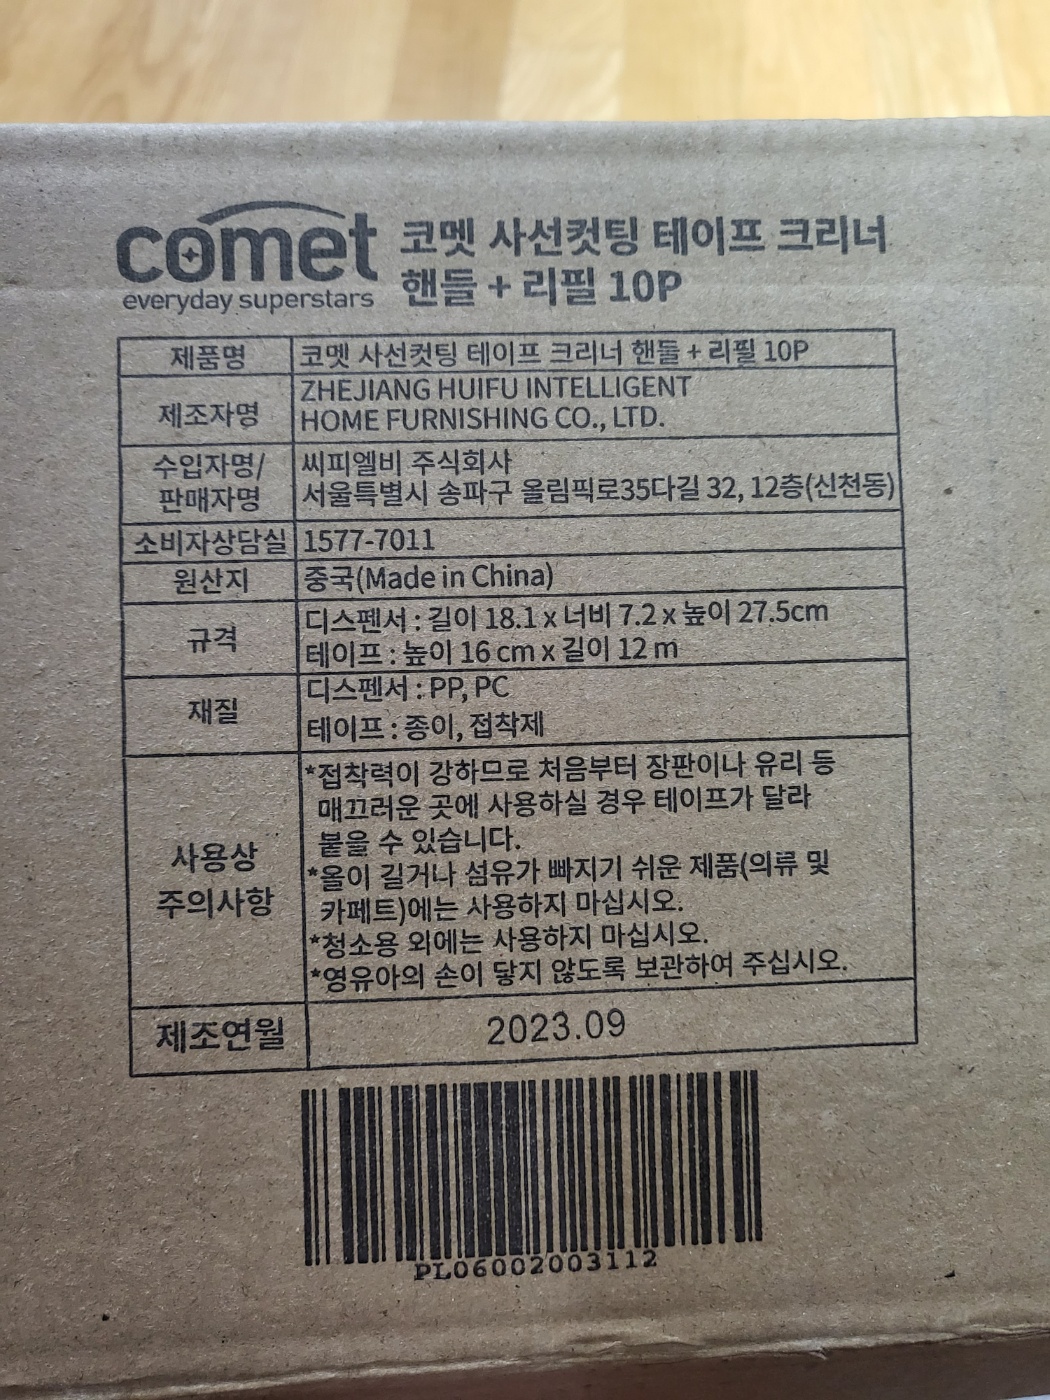 comet
everyday superstars
코멧 사선컷팅 테이프 크리너
핸들 + 리필 10P
제품명 코멧 사선컷팅 테이프 크리너 핸들 + 리필 10P
제조자명 ZHEJIANG HUIFU INTELLIGENT
HOME FURNISHING CO., LTD.
수입자명/ 씨피엘비 주식회사
판매자명 서울특별시 송파구 올림픽로35다길 32, 12층(신천동)
소비자상담실 1577-7011
원산지 중국(Made in China)
규격 디스펜서 : 길이 18.1 x 너비 7.2 x 높이 27.5cm
테이프 : 높이 16 cm x 길이 12 m
재질 디스펜서 : PP, PC
테이프 : 종이, 접착제
사용상
주의사항
*접착력이 강하므로 처음부터 장판이나 유리 등
매끄러운 곳에 사용하실 경우 테이프가 달라
붙을 수 있습니다.
*올이 길거나 섬유가 빠지기 쉬운 제품(의류 및
카페트)에는 사용하지 마십시오.
*청소용 외에는 사용하지 마십시오.
*영유아의 손이 닿지 않도록 보관하여 주십시오.
제조연월 2023.09
PL06002003112